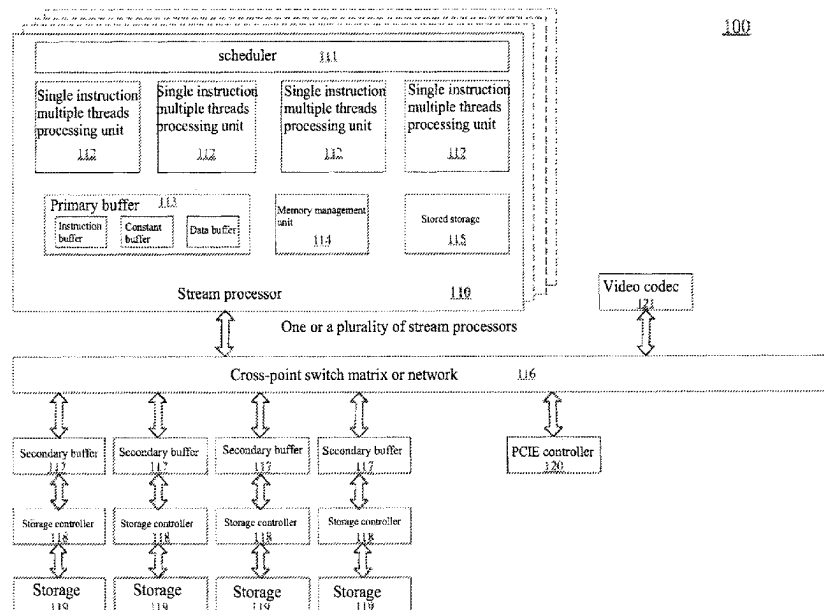 100
scheduler 111
Single instruction
multiple threads
processing unit
112
Single instruction
multiple threads
processing unit
112
Single instruction
multiple threads
processing unit
112
Single instruction
multiple threads
processing unit
112
Primary buffer 113
Instruction
buffer
Constant
buffer
Data buffer
Memory management
unit
114
Stored storage
115
Stream processor 110
Video codec
121
One or a plurality of stream processors
Cross-point switch matrix or network 116
Secondary buffer
117
Secondary buffer
117
Secondary buffer
117
Secondary buffer
117
PCIE controller
120
Storage controller
118
Storage controller
118
Storage controller
118
Storage controller
118
Storage
119
Storage
119
Storage
119
Storage
119